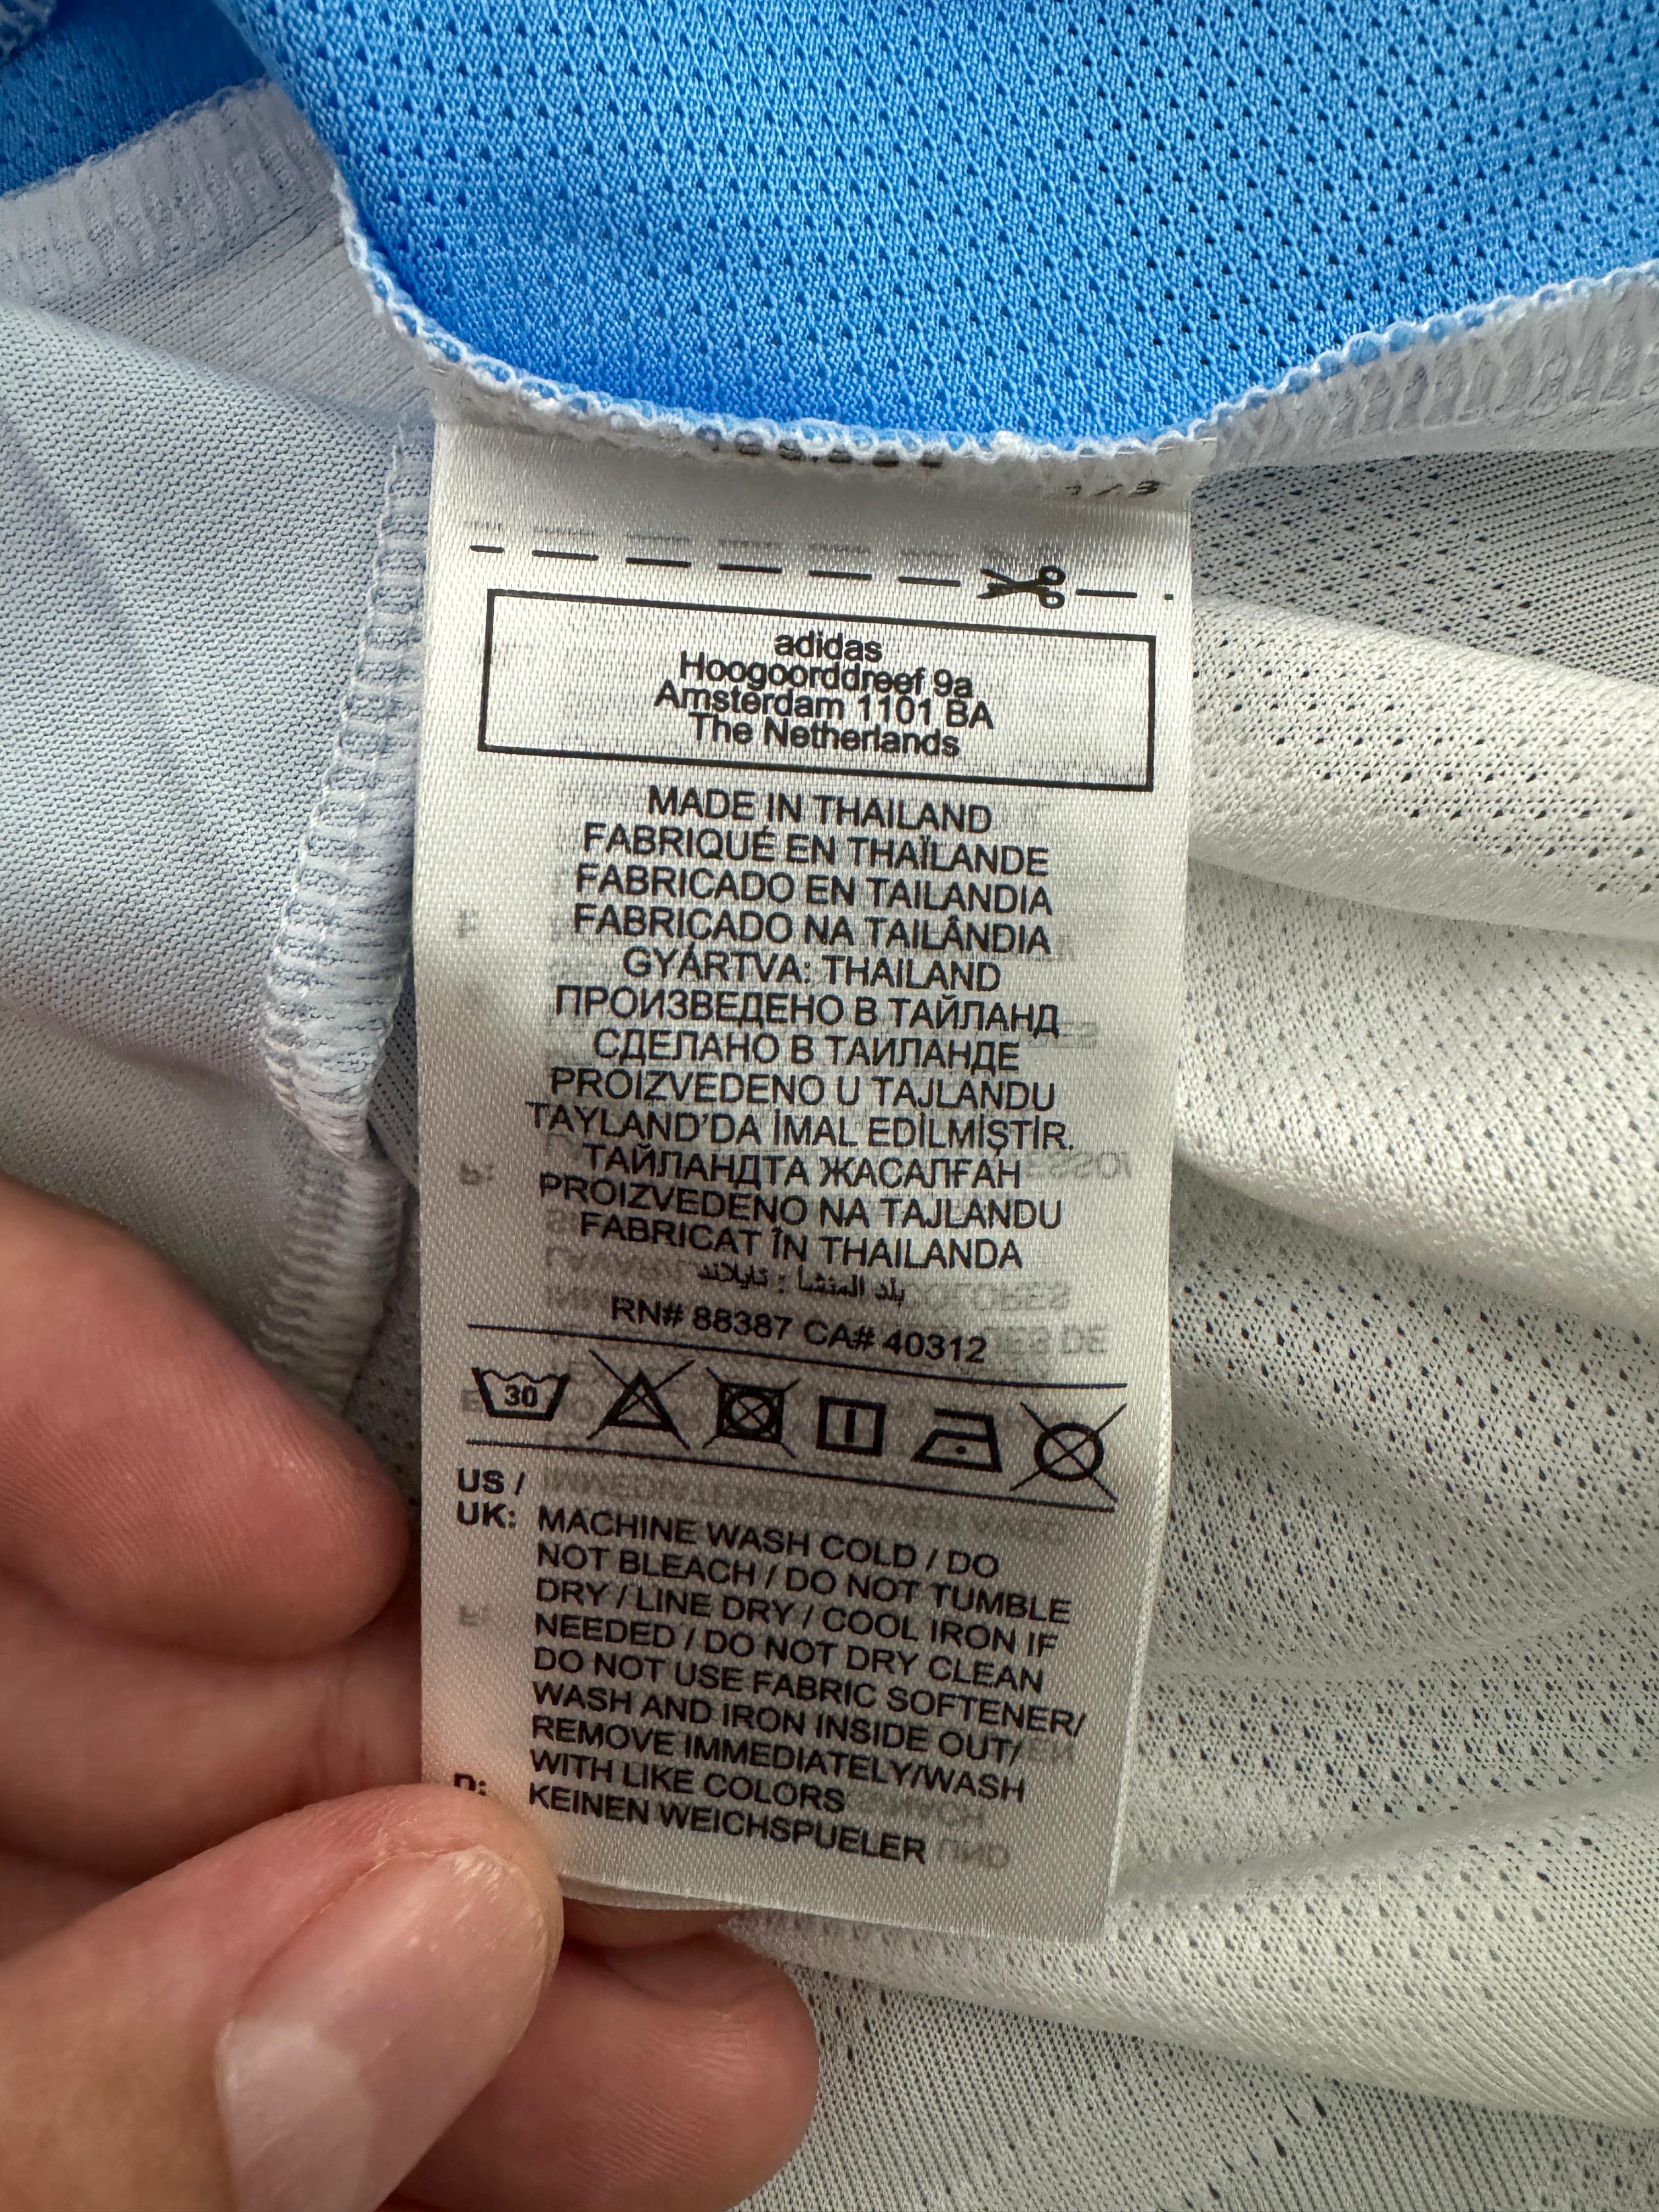 adidas
Hoogoorddreef 9a
Amsterdam 1101 BA
The Netherlands
MADE IN THAILAND
FABRIQUÉ EN THAÏLANDE
FABRICADO EN TAILANDIA
FABRICADO NA TAILÂNDIA
GYÁRTVA: THAILAND
ПРОИЗВЕДЕНО В ТАЙЛАНД
СДЕЛАНО В ТАИЛАНДЕ
PROIZVEDENO U TAJLANDU
TAYLAND'DA İMAL EDİLMİŞTİR.
ТАЙЛАНДТА ЖАСАЛҒАН
PROIZVEDENO NA TAJLANDU
FABRICAT ÎN THAILANDA
بلد المنشا : تايلاند
RN# 88387 CA# 40312
30
US /
UK: MACHINE WASH COLD / DO
NOT BLEACH / DO NOT TUMBLE
DRY / LINE DRY / COOL IRON IF
NEEDED / DO NOT DRY CLEAN
DO NOT USE FABRIC SOFTENER/
WASH AND IRON INSIDE OUT/
REMOVE IMMEDIATELY/WASH
WITH LIKE COLORS
D: KEINEN WEICHSPUELER